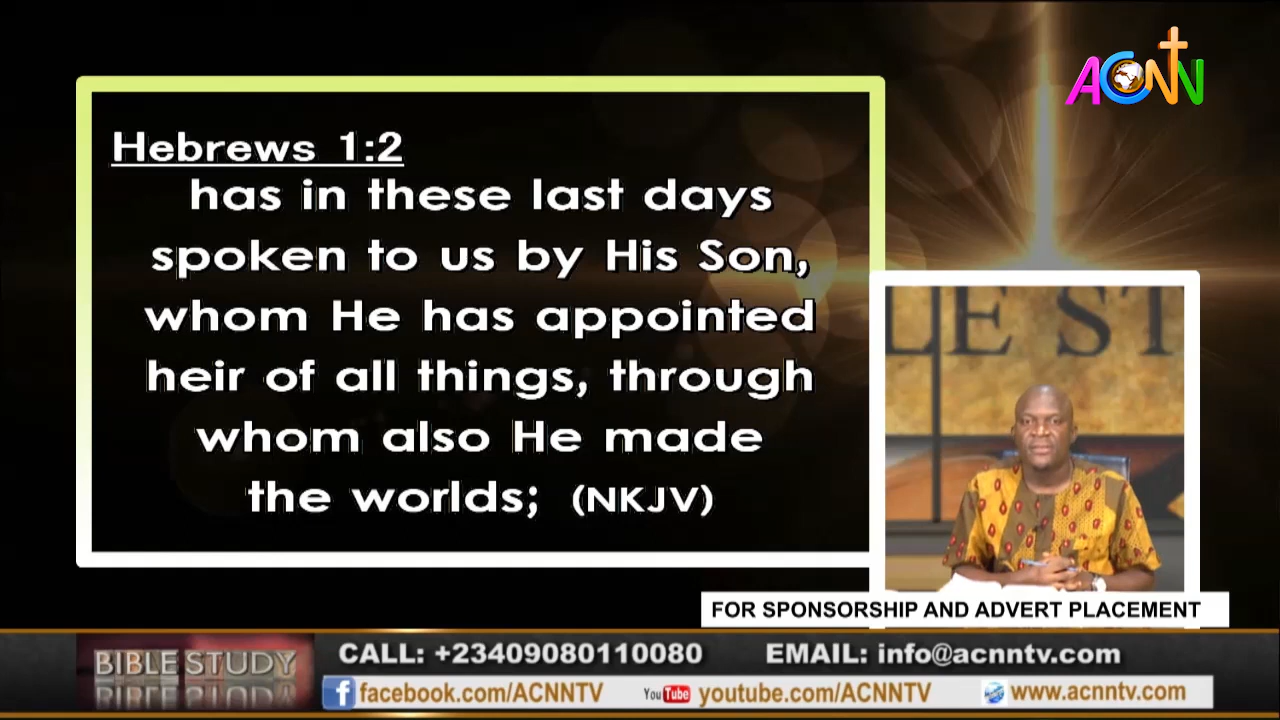 ACNN
Hebrews 1:2
has in these last days
spoken to us by His Son,
whom He has appointed
heir of all things, through
whom also He made
the worlds; (NKJV)
LE ST
FOR SPONSORSHIP AND ADVERT PLACEMENT
BIBLE STUDY
CALL: +23409080110080 EMAIL: info@acnntv.com
facebook.com/ACNNTV YouTube youtube.com/ACNNTV www.acnntv.com